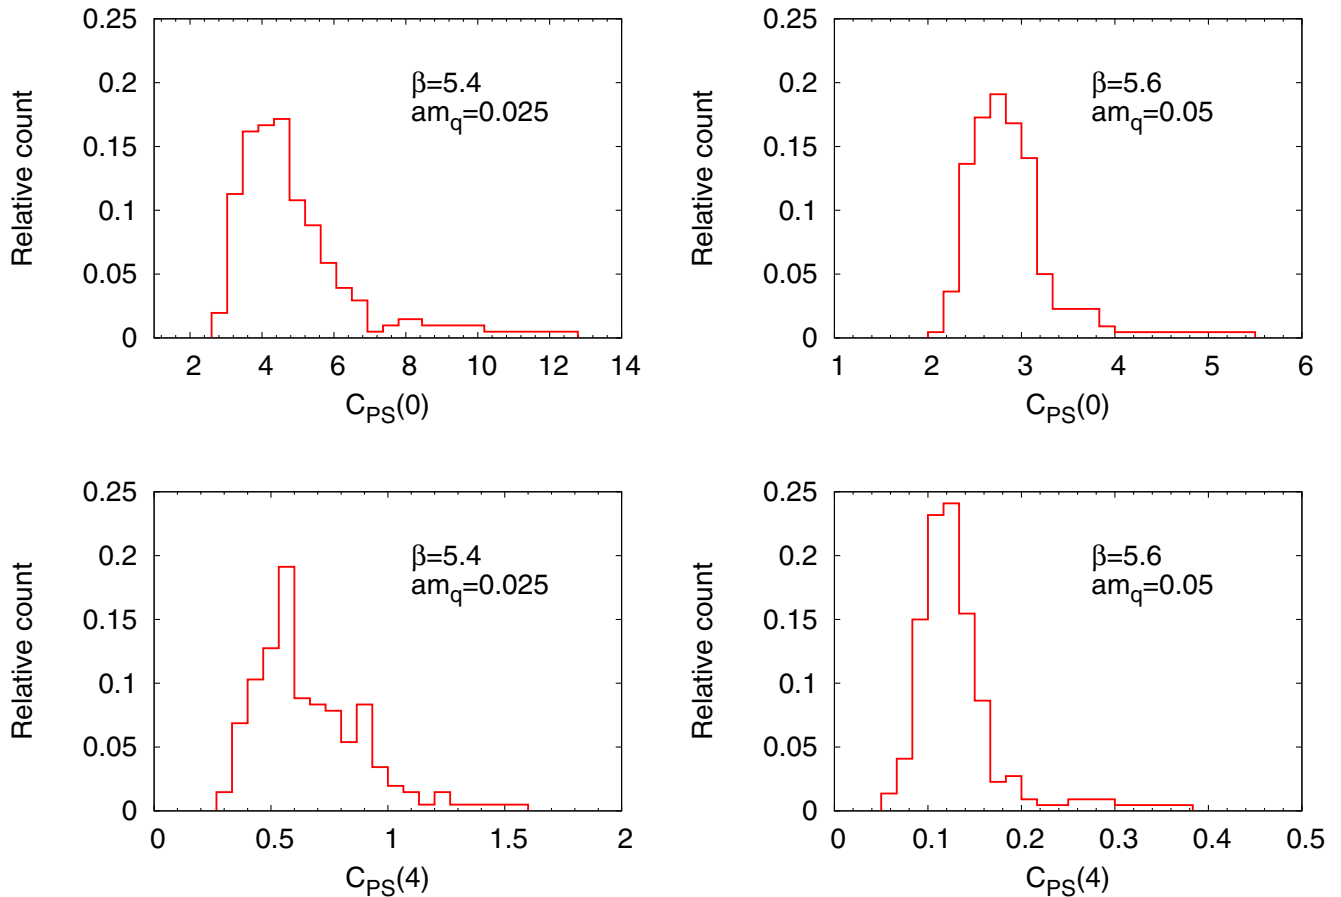 Relative count
0.25
0.2
0.15
0.1
0.05
0
β=5.4
am_q=0.025
2 4 6 8 10 12 14
C_PS(0)
Relative count
0.25
0.2
0.15
0.1
0.05
0
β=5.6
am_q=0.05
1 2 3 4 5 6
C_PS(0)
Relative count
0.25
0.2
0.15
0.1
0.05
0
β=5.4
am_q=0.025
0 0.5 1 1.5 2
C_PS(4)
Relative count
0.25
0.2
0.15
0.1
0.05
0
β=5.6
am_q=0.05
0 0.1 0.2 0.3 0.4 0.5
C_PS(4)